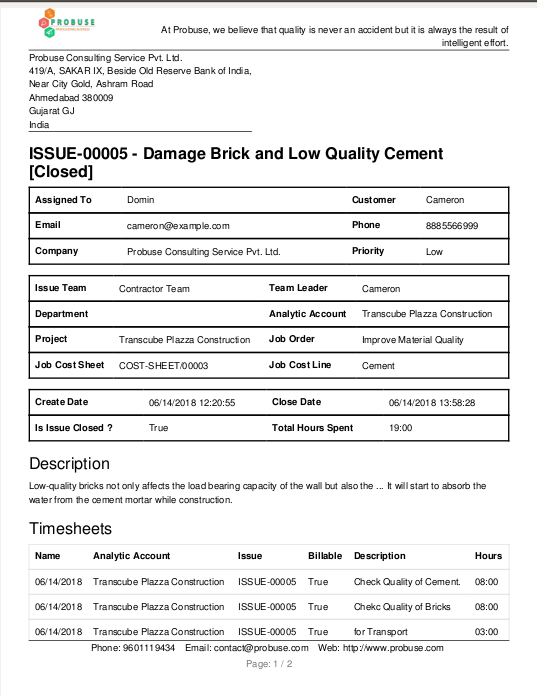 PROBUSE
At Probuse, we believe that quality is never an accident but it is always the result of
intelligent effort.
Probuse Consulting Service Pvt. Ltd.
419/A, SAKAR IX, Beside Old Reserve Bank of India,
Near City Gold, Ashram Road
Ahmedabad 380009
Gujarat GJ
India
ISSUE-00005 - Damage Brick and Low Quality Cement
[Closed]
Assigned To Domin Customer Cameron
Email cameron@example.com Phone 8885566999
Company Probuse Consulting Service Pvt. Ltd. Priority Low
Issue Team Contractor Team Team Leader Cameron
Department Analytic Account Transcube Plazza Construction
Project Transcube Plazza Construction Job Order Improve Material Quality
Job Cost Sheet COST-SHEET/00003 Job Cost Line Cement
Create Date 06/14/2018 12:20:55 Close Date 06/14/2018 13:58:28
Is Issue Closed ? True Total Hours Spent 19:00
Description
Low-quality bricks not only affects the load bearing capacity of the wall but also the ... It will start to absorb the
water from the cement mortar while construction.
Timesheets
Name Analytic Account Issue Billable Description Hours
06/14/2018 Transcube Plazza Construction ISSUE-00005 True Check Quality of Cement. 08:00
06/14/2018 Transcube Plazza Construction ISSUE-00005 True Chekc Quality of Bricks 08:00
06/14/2018 Transcube Plazza Construction ISSUE-00005 True for Transport 03:00
Phone: 9601119434 Email: contact@probuse.com Web: http://www.probuse.com
Page: 1 / 2